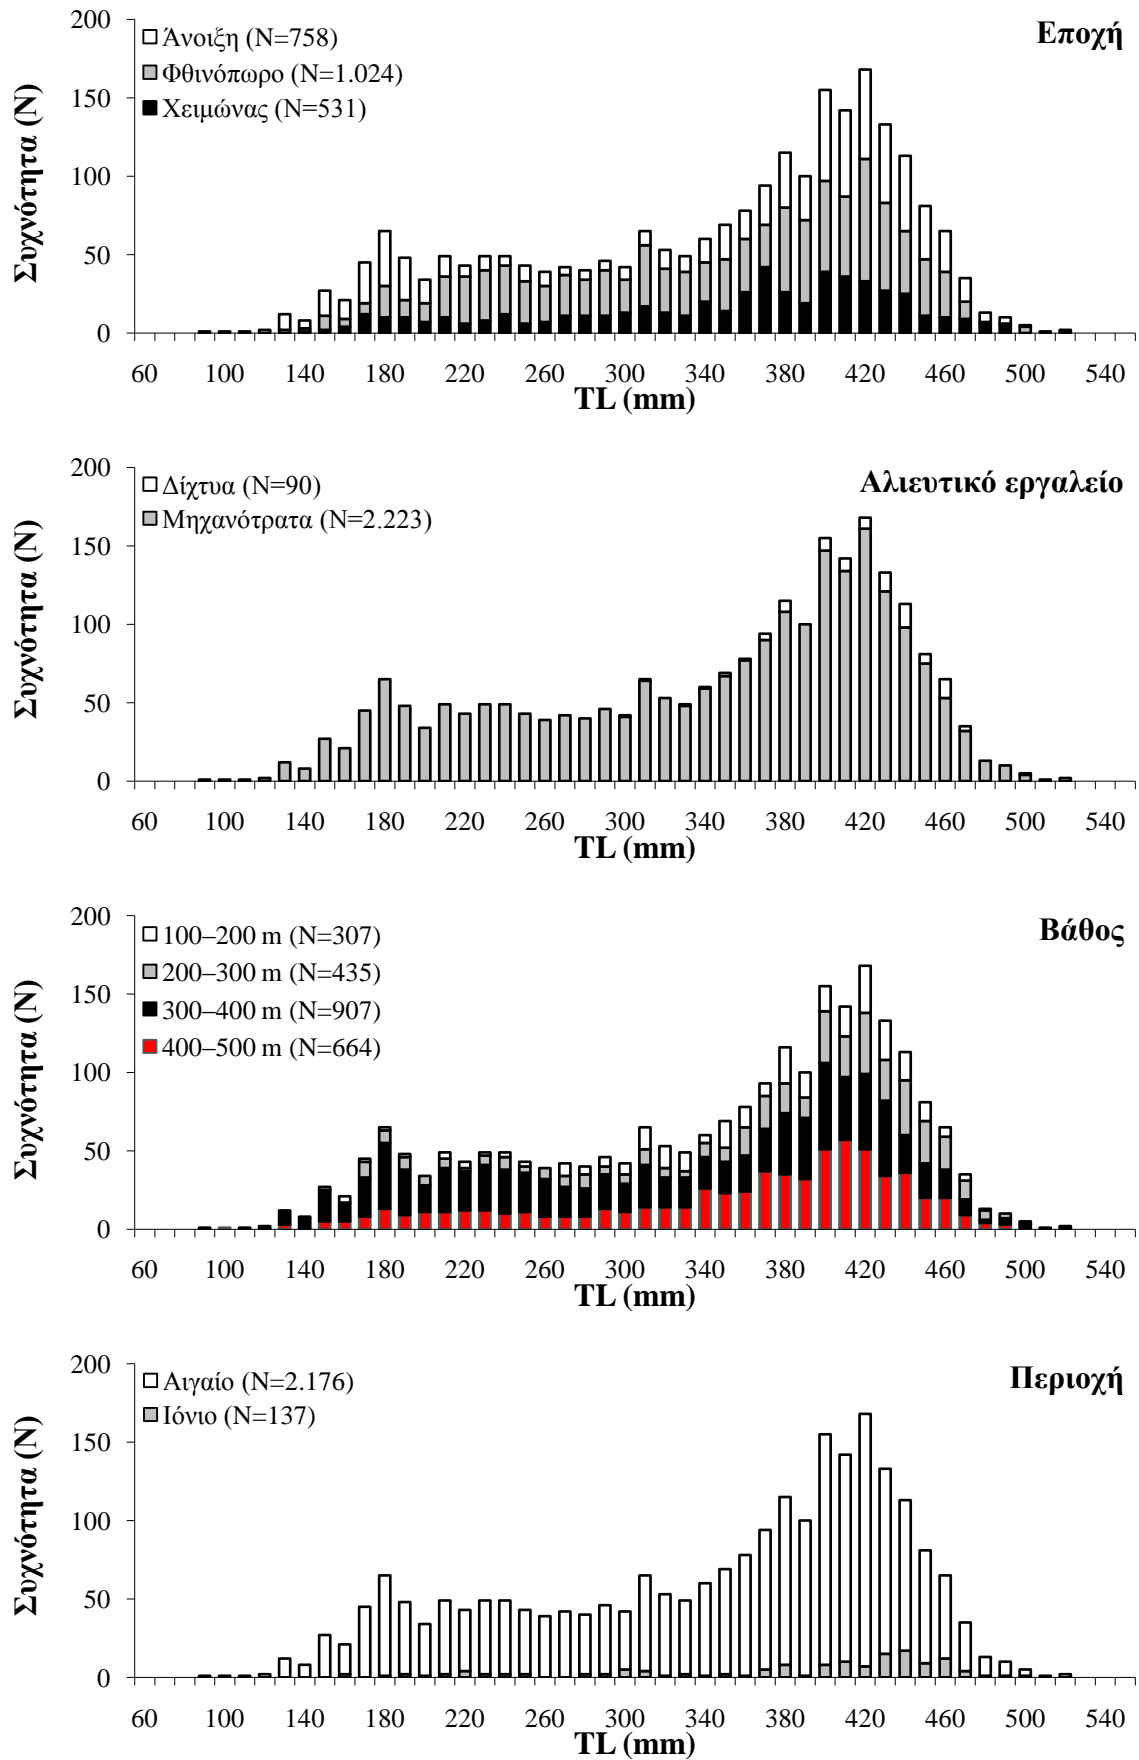 Εποχή
Συχνότητα (N)
200
150
100
50
0
Άνοιξη (N=758)
Φθινόπωρο (N=1.024)
Χειμώνας (N=531)
60 100 140 180 220 260 300 340 380 420 460 500 540
TL (mm)
Αλιευτικό εργαλείο
Συχνότητα (N)
200
150
100
50
0
Δίχτυα (N=90)
Μηχανότρατα (N=2.223)
60 100 140 180 220 260 300 340 380 420 460 500 540
TL (mm)
Βάθος
Συχνότητα (N)
200
150
100
50
0
100–200 m (N=307)
200–300 m (N=435)
300–400 m (N=907)
400–500 m (N=664)
60 100 140 180 220 260 300 340 380 420 460 500 540
TL (mm)
Περιοχή
Συχνότητα (N)
200
150
100
50
0
Αιγαίο (N=2.176)
Ιόνιο (N=137)
60 100 140 180 220 260 300 340 380 420 460 500 540
TL (mm)